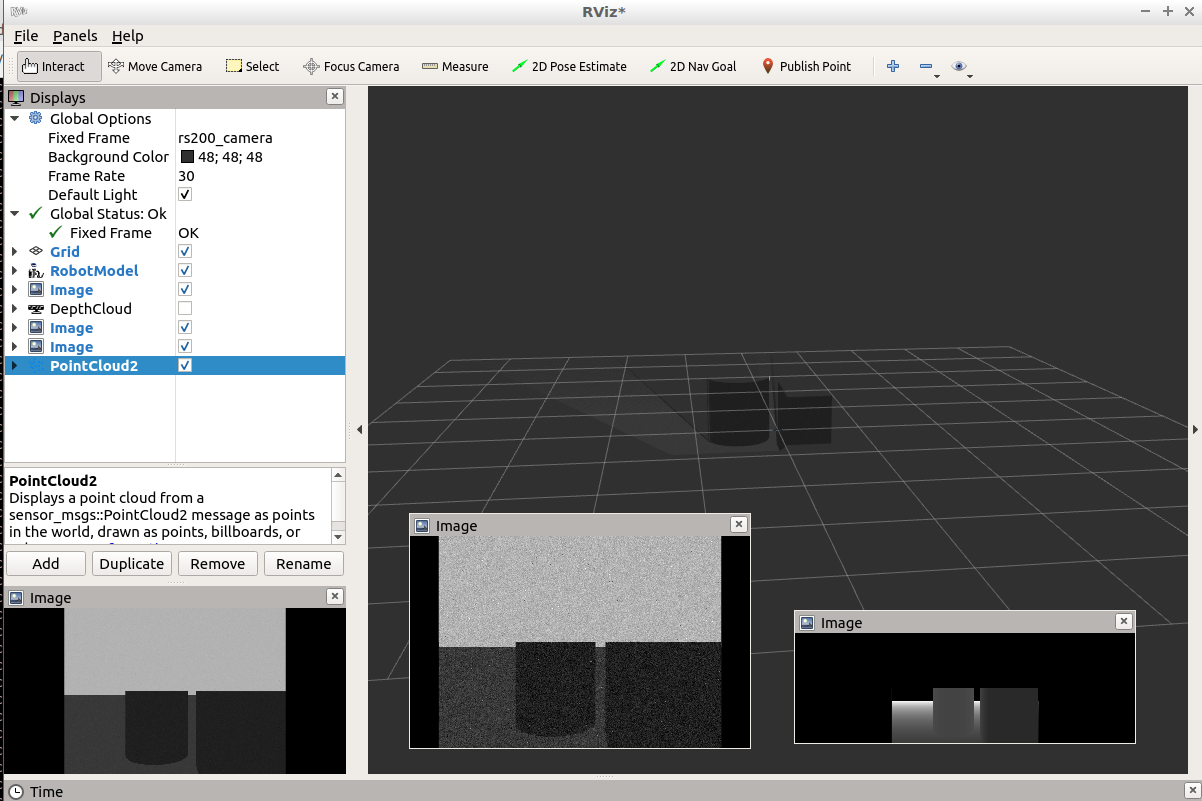 RViz*
File Panels Help
Interact Move Camera Select Focus Camera Measure 2D Pose Estimate 2D Nav Goal Publish Point
Displays
Global Options
Fixed Frame rs200_camera
Background Color 48; 48; 48
Frame Rate 30
Default Light
Global Status: Ok
Fixed Frame OK
Grid
RobotModel
Image
DepthCloud
Image
Image
PointCloud2
PointCloud2
Displays a point cloud from a
sensor_msgs::PointCloud2 message as points
in the world, drawn as points, billboards, or
Add Duplicate Remove Rename
Image
Image
Image
Time